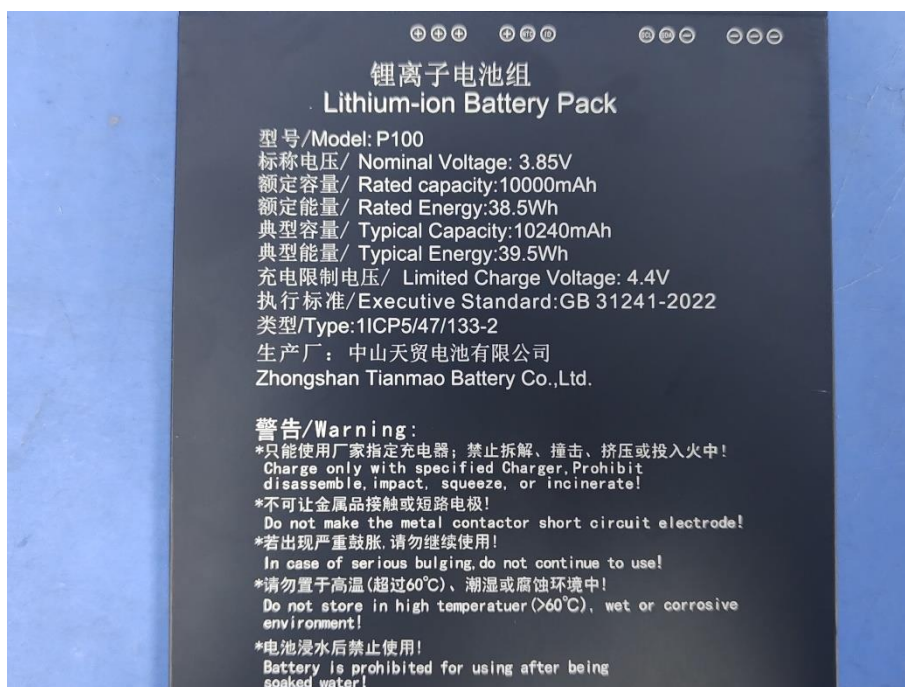 ⊕⊕⊕ ⊕ NTC ID SCL SDA ⊖ ⊖⊖⊖
锂离子电池组
Lithium-ion Battery Pack
型号/Model: P100
标称电压/ Nominal Voltage: 3.85V
额定容量/ Rated capacity:10000mAh
额定能量/ Rated Energy:38.5Wh
典型容量/ Typical Capacity:10240mAh
典型能量/ Typical Energy:39.5Wh
充电限制电压/ Limited Charge Voltage: 4.4V
执行标准/Executive Standard:GB 31241-2022
类型/Type:1ICP5/47/133-2
生产厂：中山天贸电池有限公司
Zhongshan Tianmao Battery Co.,Ltd.
警告/Warning:
*只能使用厂家指定充电器；禁止拆解、撞击、挤压或投入火中!
Charge only with specified Charger,Prohibit
disassemble,impact, squeeze, or incinerate!
*不可让金属品接触或短路电极!
Do not make the metal contactor short circuit electrode!
*若出现严重鼓胀,请勿继续使用!
In case of serious bulging,do not continue to use!
*请勿置于高温(超过60℃)、潮湿或腐蚀环境中!
Do not store in high temperatuer(>60℃), wet or corrosive
environment!
*电池浸水后禁止使用!
Battery is prohibited for using after being
soaked water!